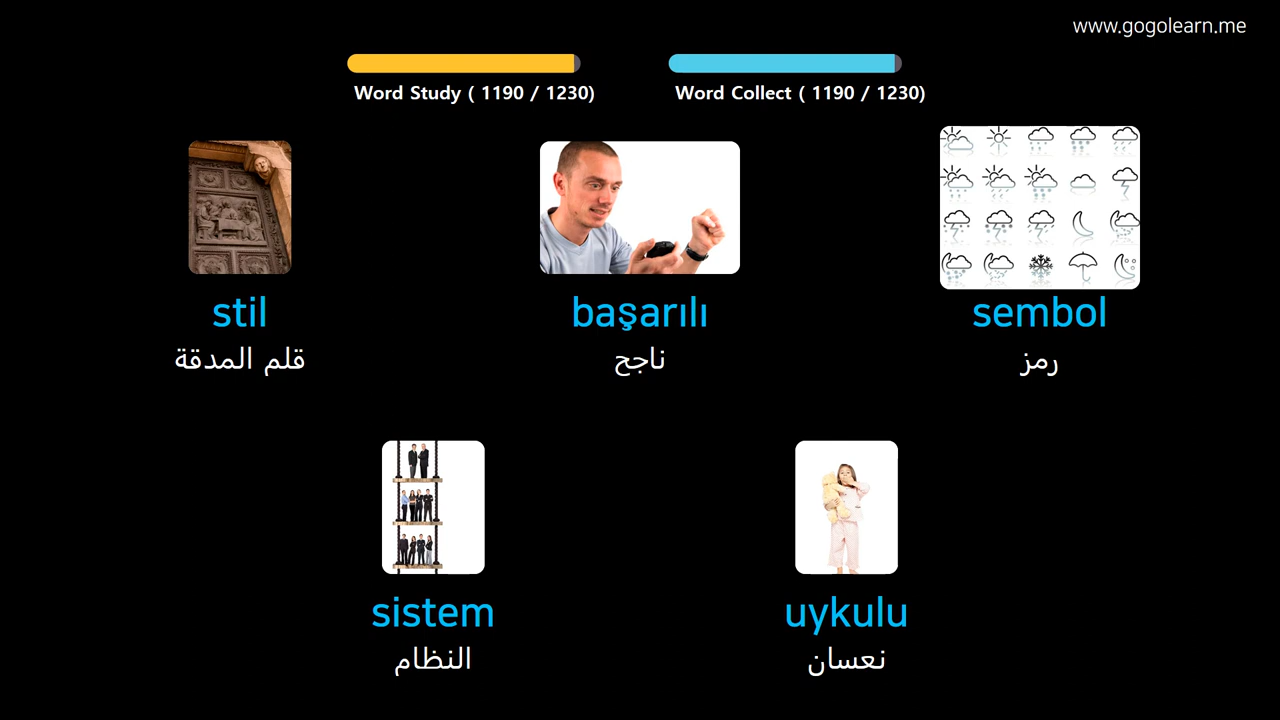 www.gogolearn.me
Word Study ( 1190 / 1230)
Word Collect ( 1190 / 1230)
stil
قلم المدقة
başarılı
ناجح
sembol
رمز
sistem
النظام
uykulu
نعسان